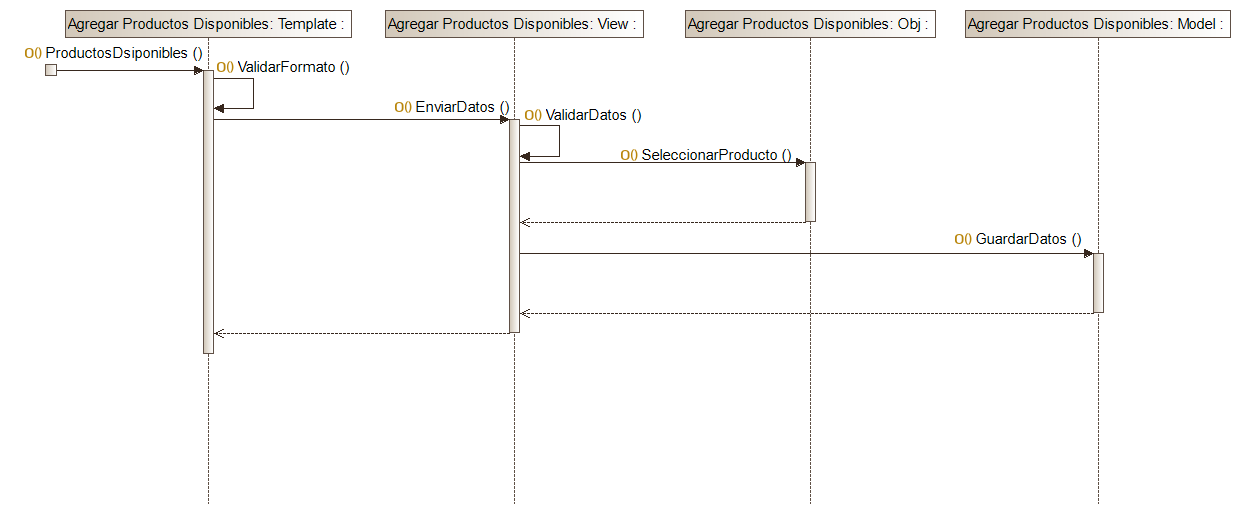 Agregar Productos Disponibles: Template :
Agregar Productos Disponibles: View :
Agregar Productos Disponibles: Obj :
Agregar Productos Disponibles: Model :
O() ProductosDsiponibles ()
O() ValidarFormato ()
O() EnviarDatos ()
O() ValidarDatos ()
O() SeleccionarProducto ()
O() GuardarDatos ()